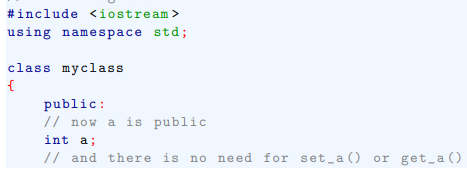 #include <iostream>
using namespace std;
class myclass
{
public:
// now a is public
int a;
// and there is no need for set_a() or get_a()